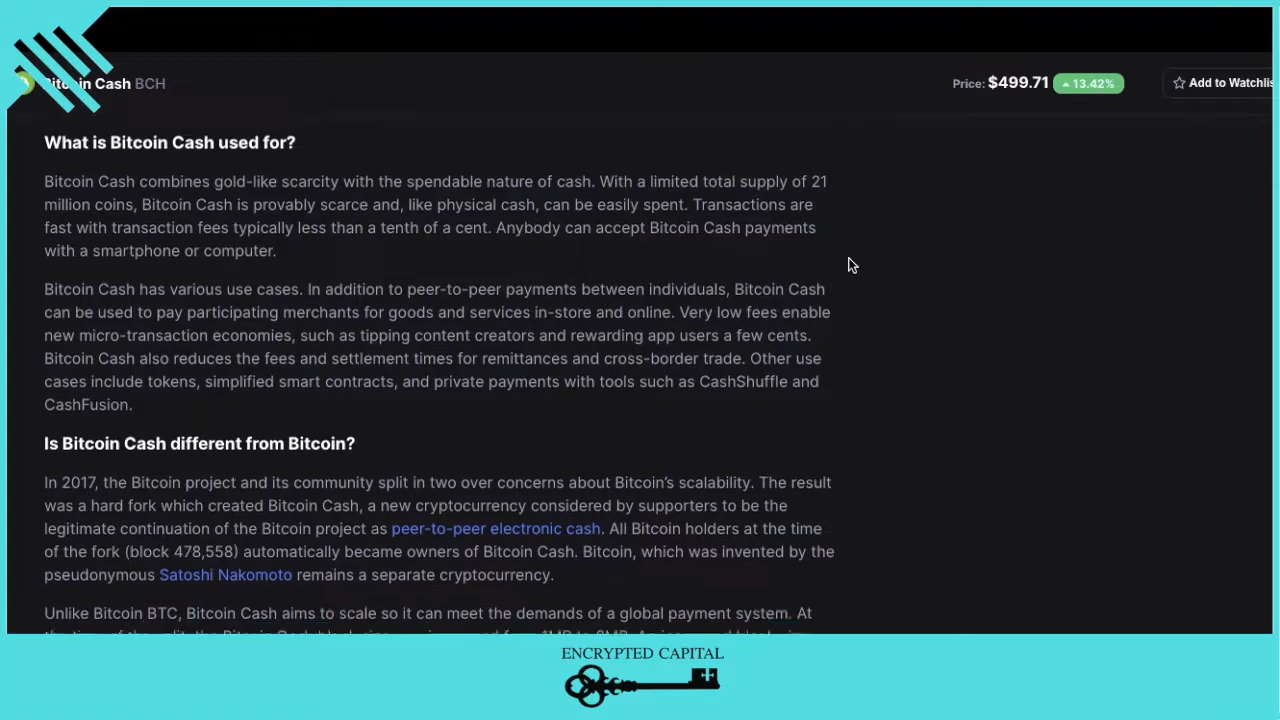 Bitcoin Cash BCH
Price: $499.71 13.42%
Add to Watchlis
What is Bitcoin Cash used for?
Bitcoin Cash combines gold-like scarcity with the spendable nature of cash. With a limited total supply of 21
million coins, Bitcoin Cash is provably scarce and, like physical cash, can be easily spent. Transactions are
fast with transaction fees typically less than a tenth of a cent. Anybody can accept Bitcoin Cash payments
with a smartphone or computer.
Bitcoin Cash has various use cases. In addition to peer-to-peer payments between individuals, Bitcoin Cash
can be used to pay participating merchants for goods and services in-store and online. Very low fees enable
new micro-transaction economies, such as tipping content creators and rewarding app users a few cents.
Bitcoin Cash also reduces the fees and settlement times for remittances and cross-border trade. Other use
cases include tokens, simplified smart contracts, and private payments with tools such as CashShuffle and
CashFusion.
Is Bitcoin Cash different from Bitcoin?
In 2017, the Bitcoin project and its community split in two over concerns about Bitcoin's scalability. The result
was a hard fork which created Bitcoin Cash, a new cryptocurrency considered by supporters to be the
legitimate continuation of the Bitcoin project as peer-to-peer electronic cash. All Bitcoin holders at the time
of the fork (block 478,558) automatically became owners of Bitcoin Cash. Bitcoin, which was invented by the
pseudonymous Satoshi Nakomoto remains a separate cryptocurrency.
Unlike Bitcoin BTC, Bitcoin Cash aims to scale so it can meet the demands of a global payment system. At
ENCRYPTED CAPITAL